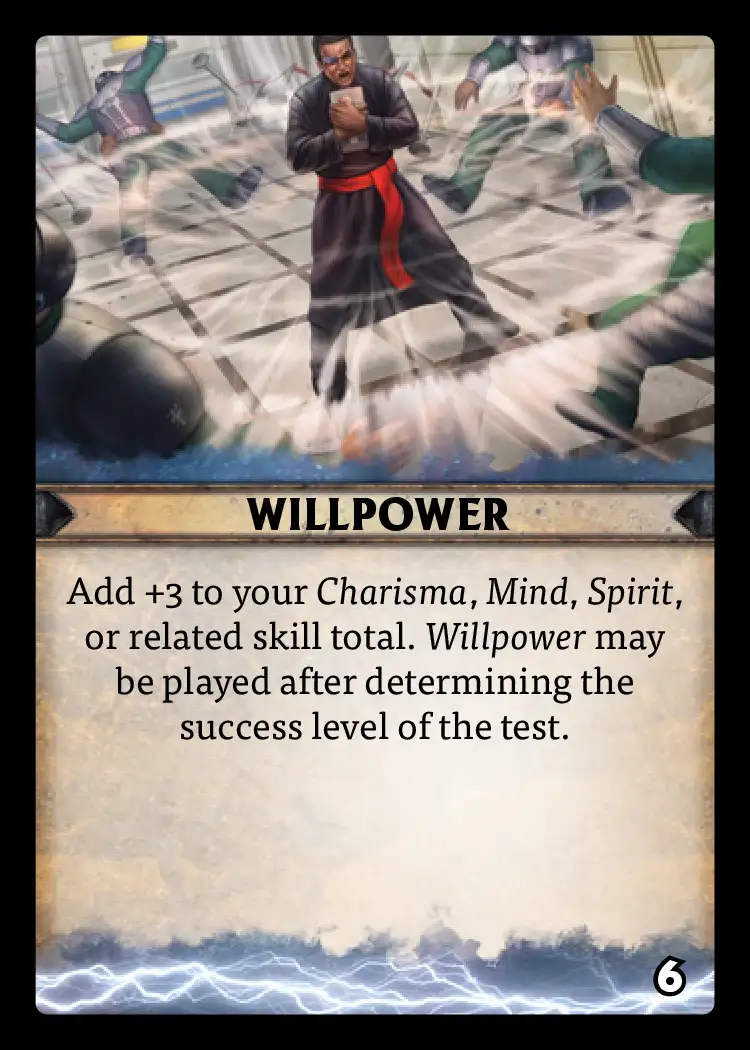 WILLPOWER
Add +3 to your Charisma, Mind, Spirit,
or related skill total. Willpower may
be played after determining the
success level of the test.
6